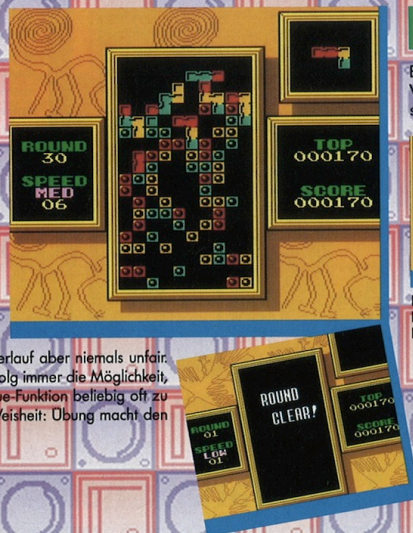 ROUND
30
SPEED
MED
06
TOP
000170
SCORE
000170
erlauf aber niemals unfair.
olg immer die Möglichkeit,
ue-Funktion beliebig oft zu
Weisheit: Übung macht den
ROUND
01
SPEED
LOW
01
ROUND
CLEAR!
TOP
000170
SCORE
000170